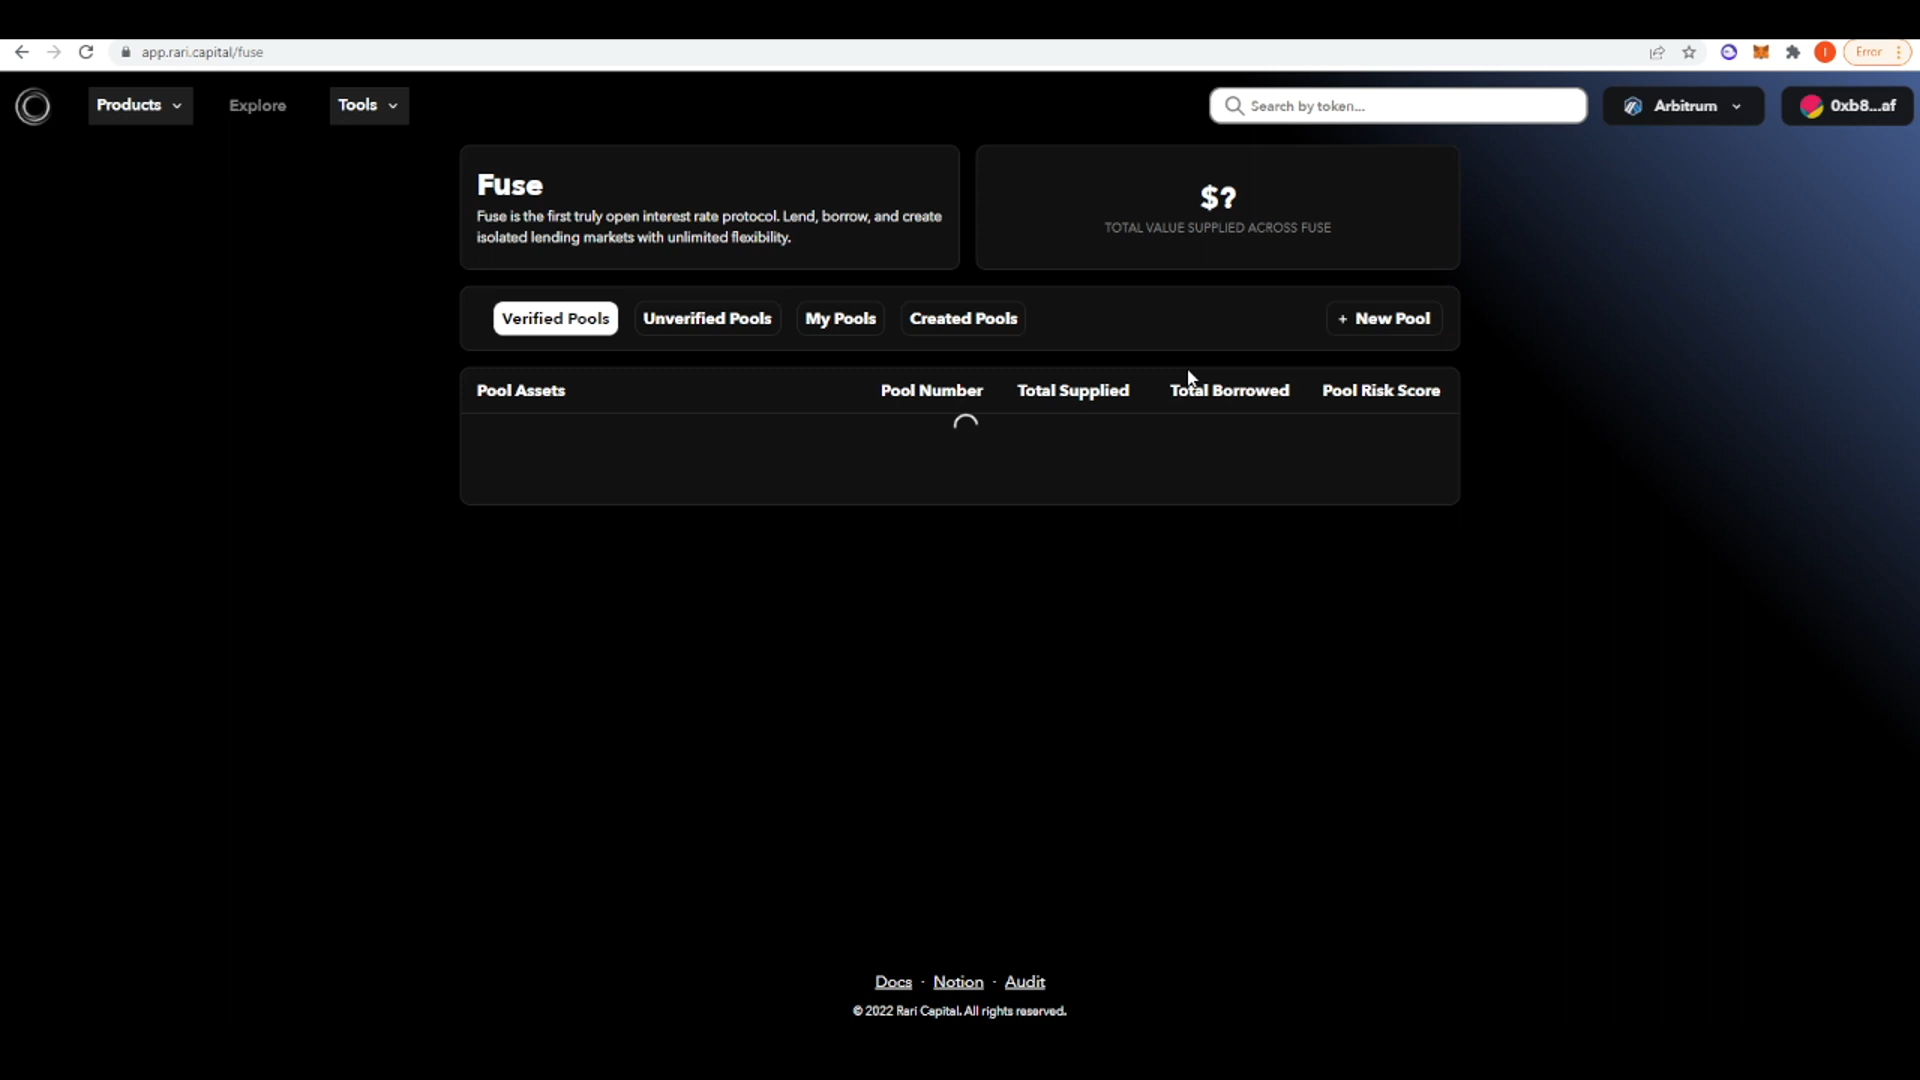 app.rari.capital/fuse
Error
Products
Explore
Tools
Search by token...
Arbitrum
0xb8...af
Fuse
Fuse is the first truly open interest rate protocol. Lend, borrow, and create
isolated lending markets with unlimited flexibility.
$?
TOTAL VALUE SUPPLIED ACROSS FUSE
Verified Pools
Unverified Pools
My Pools
Created Pools
+ New Pool
Pool Assets
Pool Number
Total Supplied
Total Borrowed
Pool Risk Score
Docs · Notion · Audit
© 2022 Rari Capital. All rights reserved.